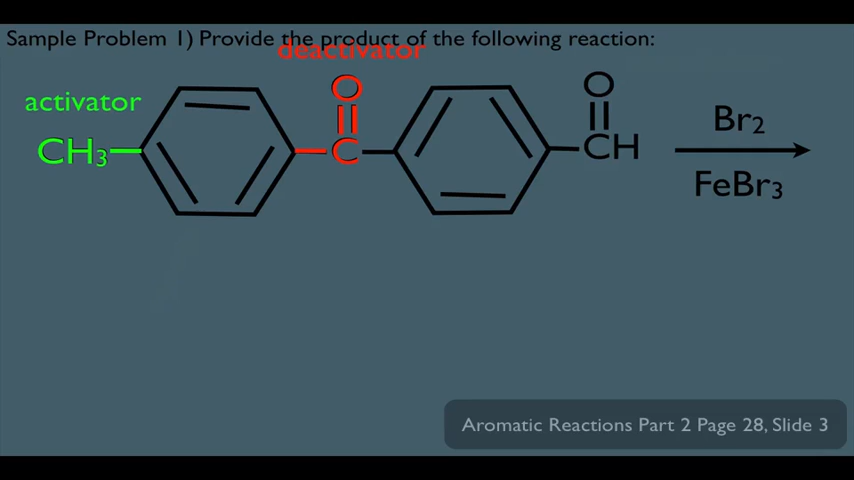 Sample Problem 1) Provide the product of the following reaction:
deactivator
activator
O
O
CH3
C
CH
Br2
FeBr3
Aromatic Reactions Part 2 Page 28, Slide 3